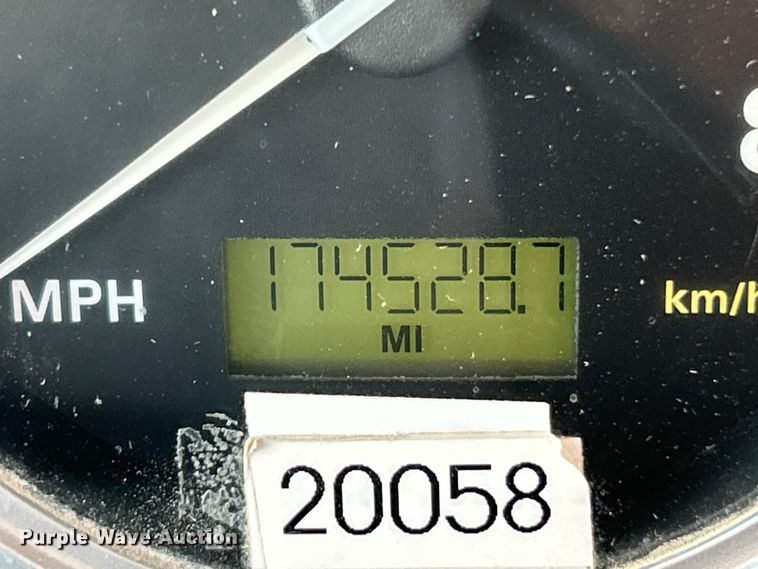 174528.7
MPH
km/h
MI
20058
Purple Wave Auction